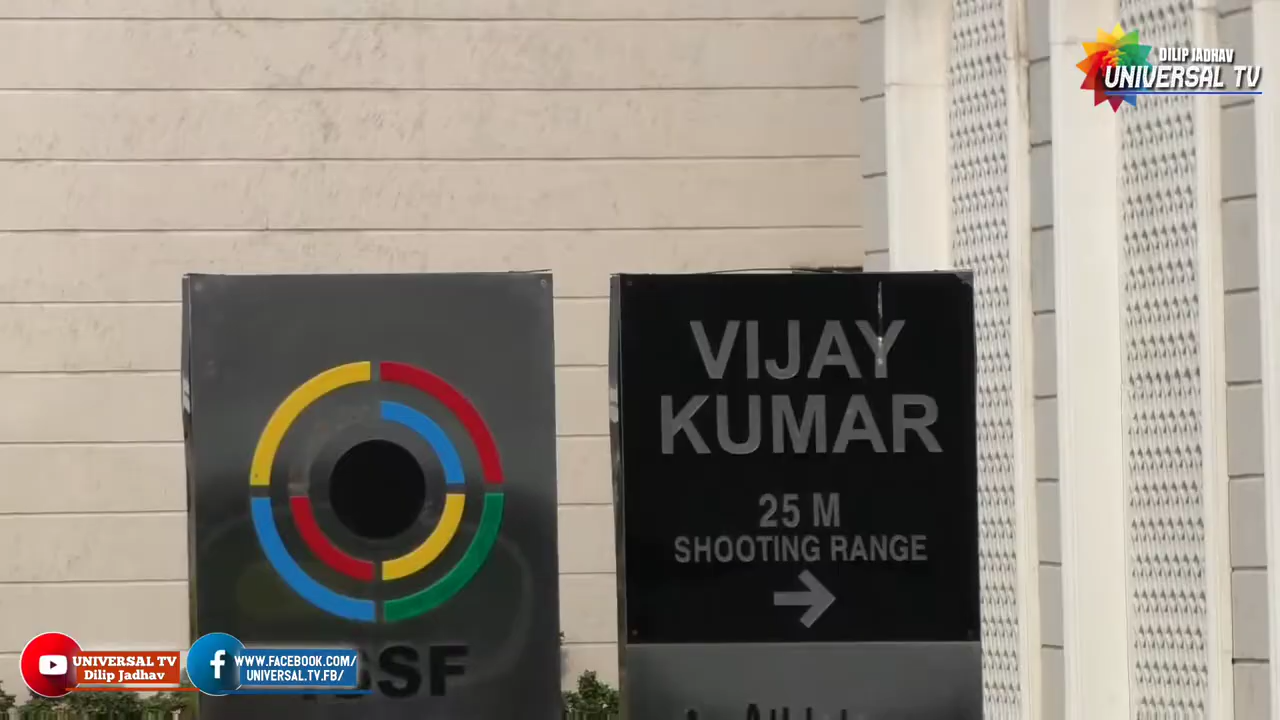 DILIP JADHAV
UNIVERSAL TV
VIJAY
KUMAR
25 M
SHOOTING RANGE
UNIVERSAL TV
Dilip Jadhav
WWW.FACEBOOK.COM/
UNIVERSAL.TV.FB/